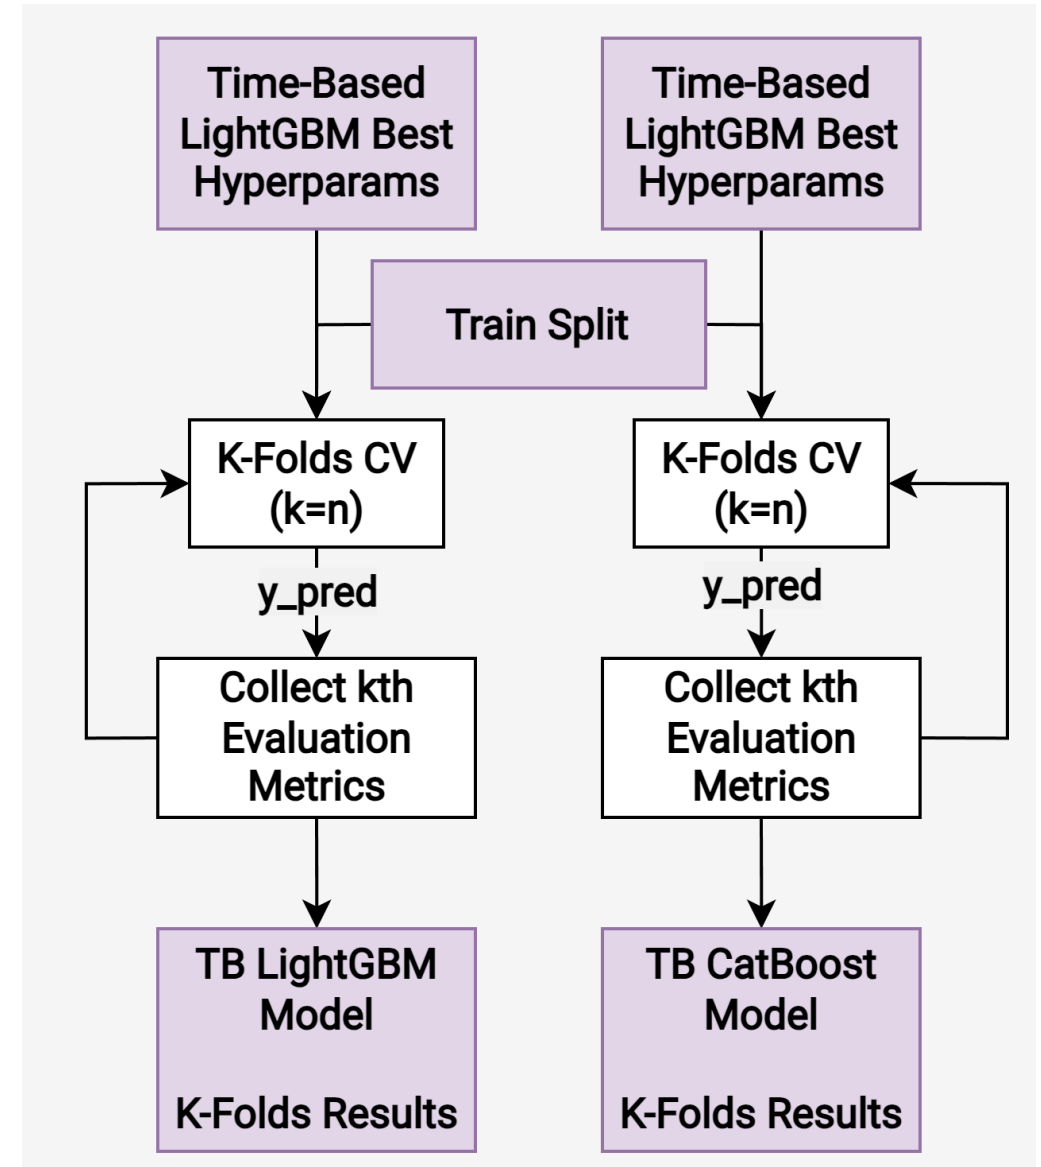 Time-Based
LightGBM Best
Hyperparams
Time-Based
LightGBM Best
Hyperparams
Train Split
K-Folds CV
(k=n)
K-Folds CV
(k=n)
y_pred
y_pred
Collect kth
Evaluation
Metrics
Collect kth
Evaluation
Metrics
TB LightGBM
Model
K-Folds Results
TB CatBoost
Model
K-Folds Results